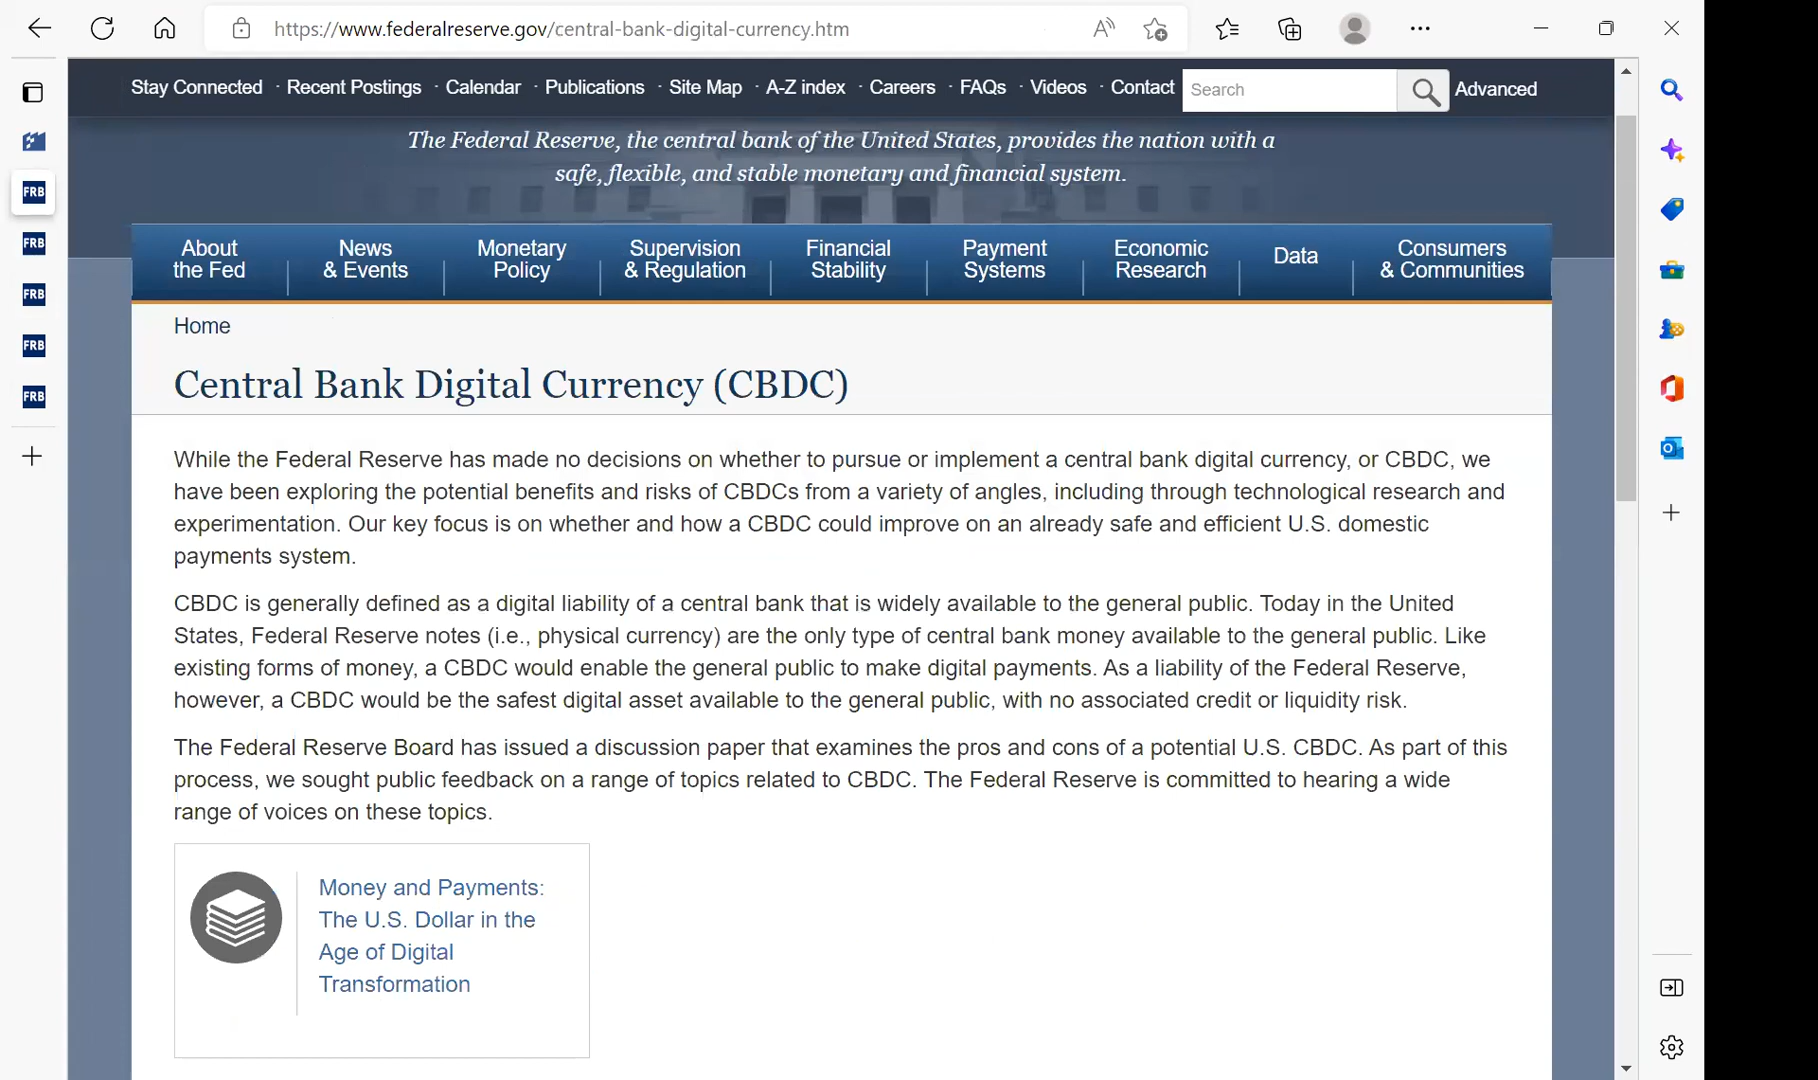 https://www.federalreserve.gov/central-bank-digital-currency.htm
Stay Connected · Recent Postings · Calendar · Publications · Site Map · A-Z index · Careers · FAQs · Videos · Contact Search Advanced
The Federal Reserve, the central bank of the United States, provides the nation with a
safe, flexible, and stable monetary and financial system.
About
the Fed
News
& Events
Monetary
Policy
Supervision
& Regulation
Financial
Stability
Payment
Systems
Economic
Research
Data
Consumers
& Communities
FRB
FRB
FRB
FRB
FRB
Home
Central Bank Digital Currency (CBDC)
While the Federal Reserve has made no decisions on whether to pursue or implement a central bank digital currency, or CBDC, we
have been exploring the potential benefits and risks of CBDCs from a variety of angles, including through technological research and
experimentation. Our key focus is on whether and how a CBDC could improve on an already safe and efficient U.S. domestic
payments system.
CBDC is generally defined as a digital liability of a central bank that is widely available to the general public. Today in the United
States, Federal Reserve notes (i.e., physical currency) are the only type of central bank money available to the general public. Like
existing forms of money, a CBDC would enable the general public to make digital payments. As a liability of the Federal Reserve,
however, a CBDC would be the safest digital asset available to the general public, with no associated credit or liquidity risk.
The Federal Reserve Board has issued a discussion paper that examines the pros and cons of a potential U.S. CBDC. As part of this
process, we sought public feedback on a range of topics related to CBDC. The Federal Reserve is committed to hearing a wide
range of voices on these topics.
Money and Payments:
The U.S. Dollar in the
Age of Digital
Transformation